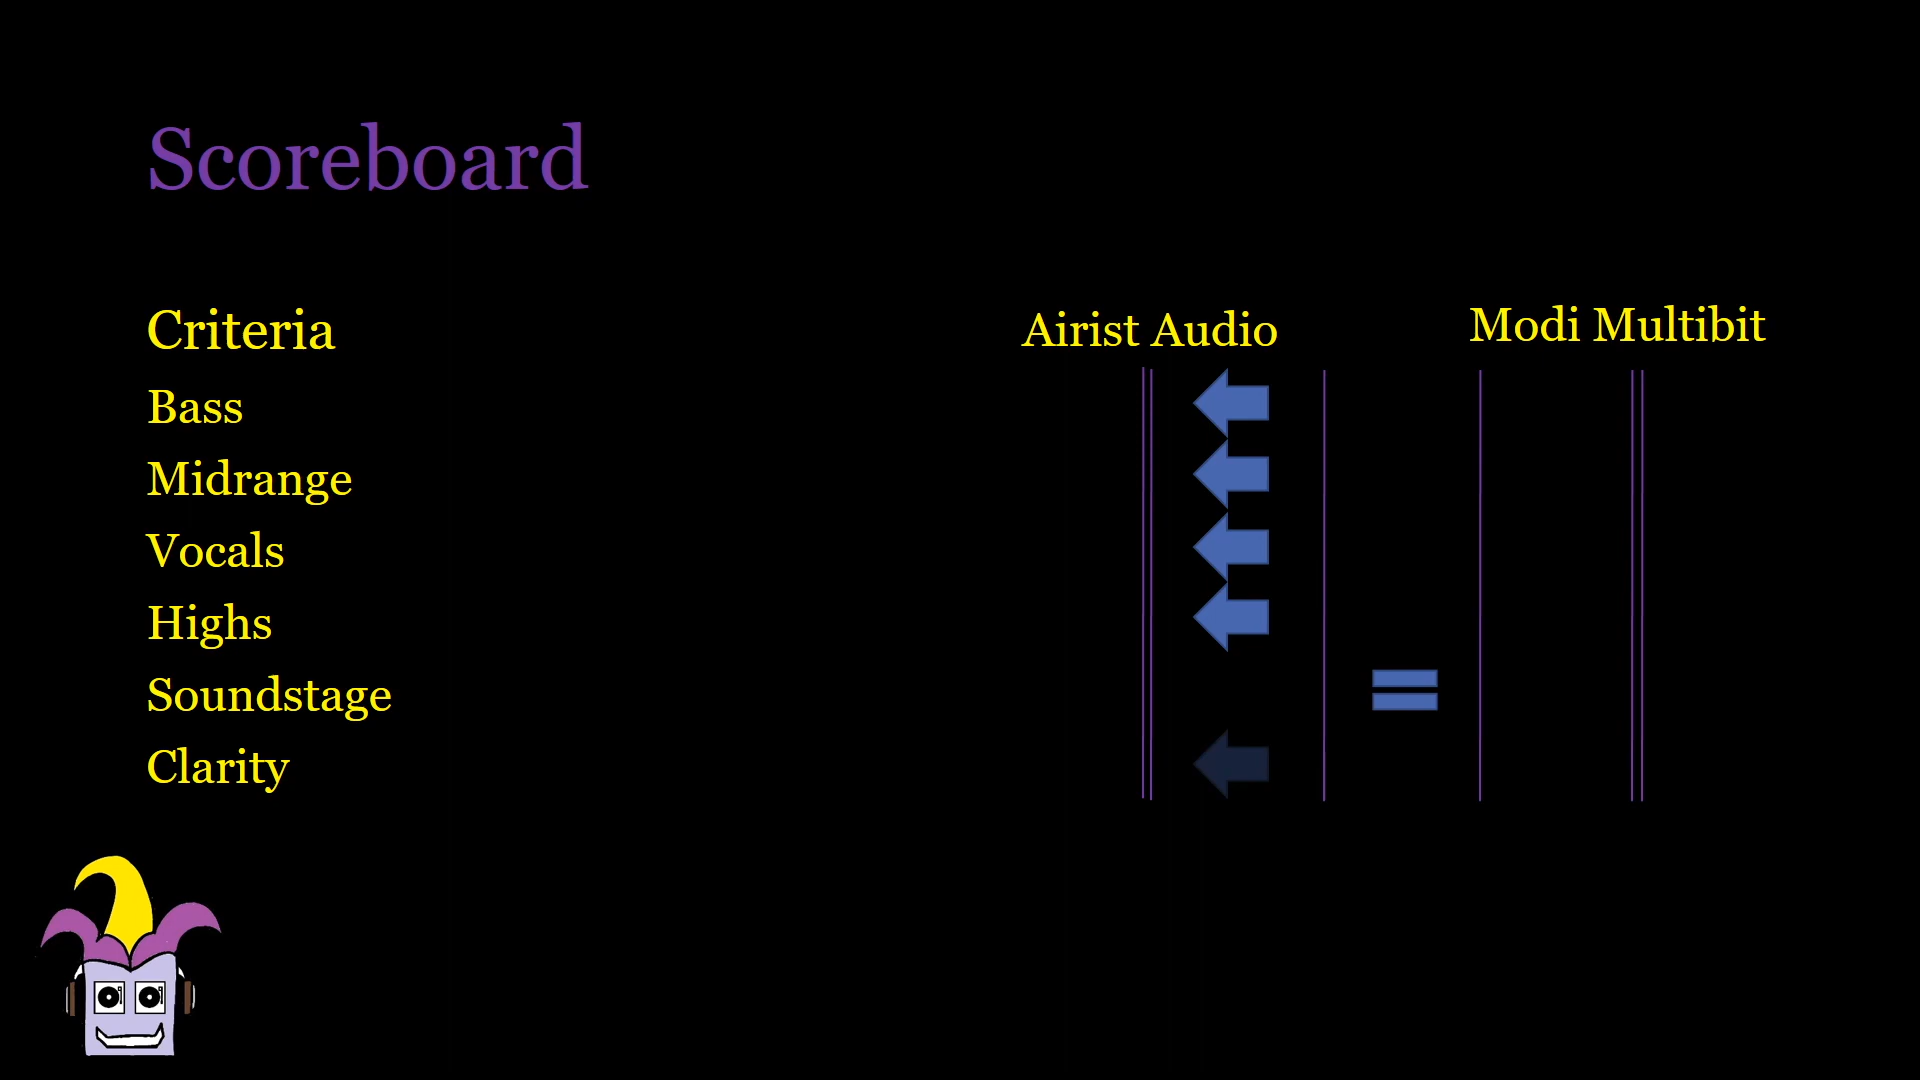 Scoreboard
Criteria
Airist Audio
Modi Multibit
Bass
Midrange
Vocals
Highs
Soundstage
Clarity